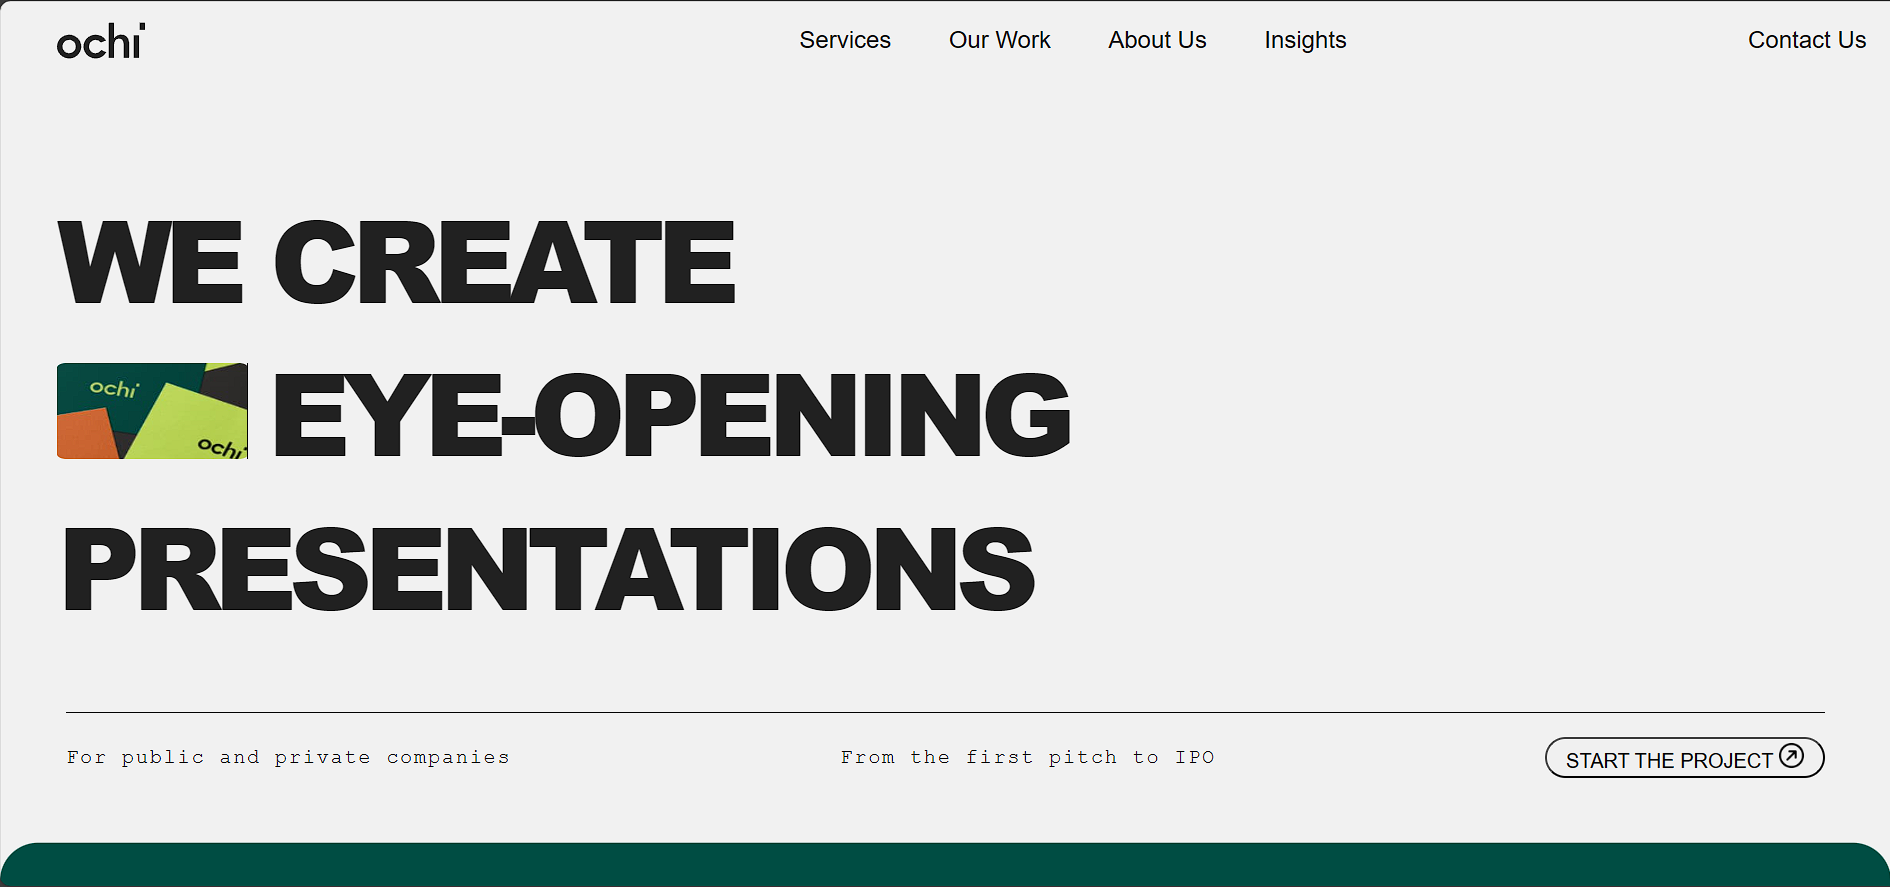 ochi
Services Our Work About Us Insights Contact Us
WE CREATE
ochi
ochi
EYE-OPENING
PRESENTATIONS
For public and private companies From the first pitch to IPO START THE PROJECT